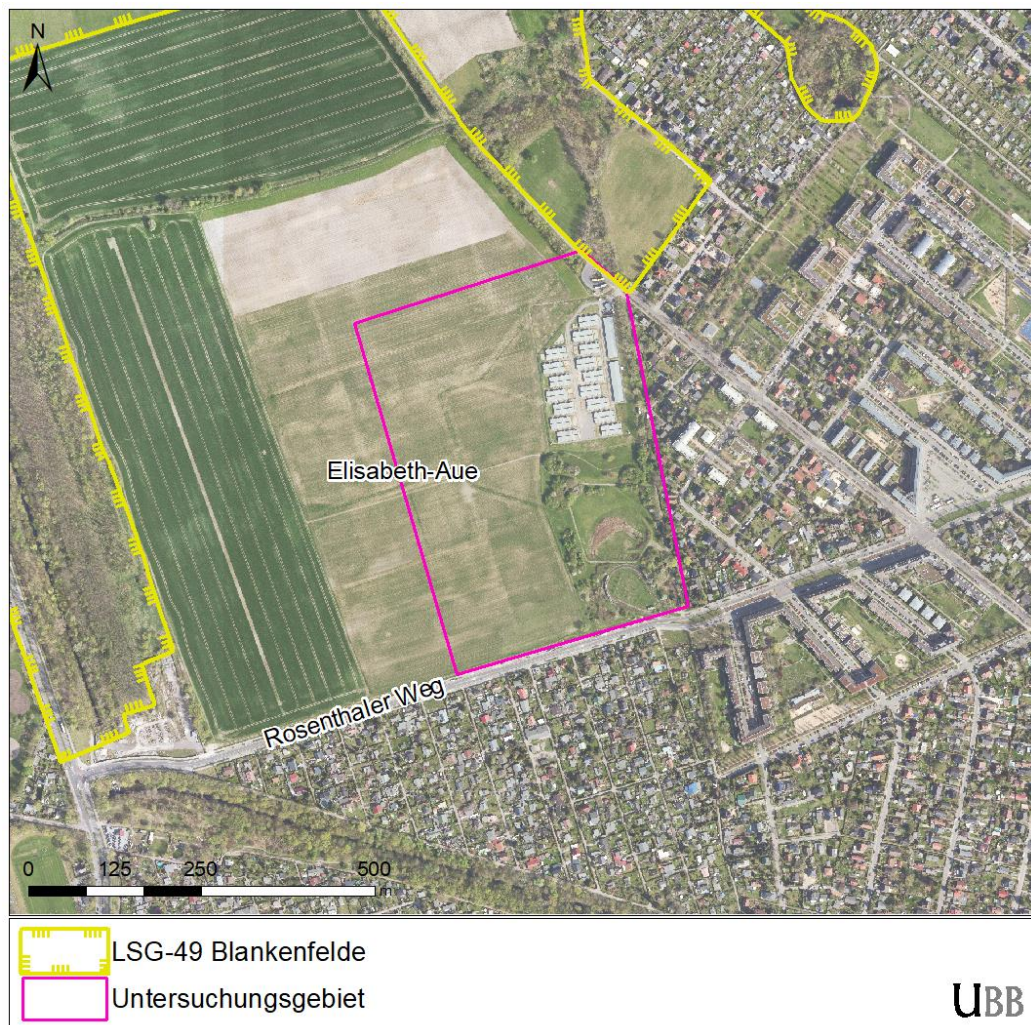 N
Elisabeth-Aue
Rosenthaler Weg
0 125 250 500
m
LSG-49 Blankenfelde
Untersuchungsgebiet
UBB